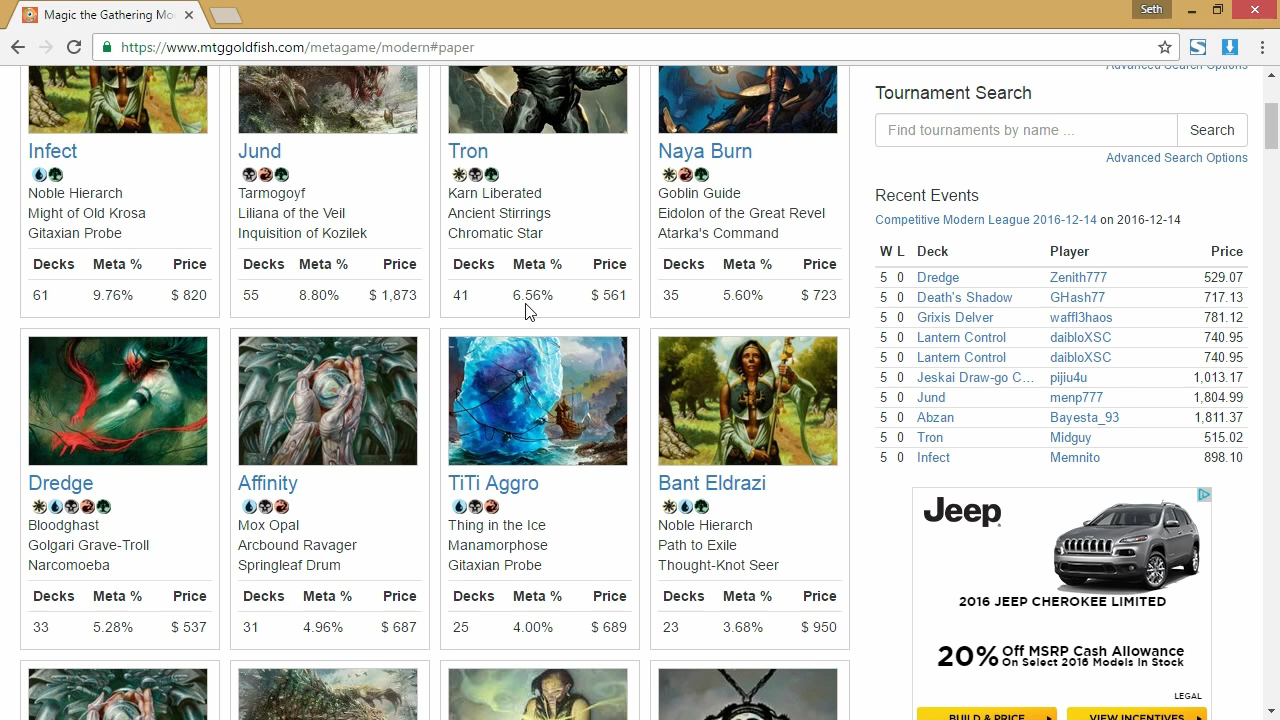 Magic the Gathering Mo
Seth
https://www.mtggoldfish.com/metagame/modern#paper
Advanced Search Options
Infect
Noble Hierarch
Might of Old Krosa
Gitaxian Probe
Decks Meta % Price
61 9.76% $ 820
Jund
Tarmogoyf
Liliana of the Veil
Inquisition of Kozilek
Decks Meta % Price
55 8.80% $ 1,873
Tron
Karn Liberated
Ancient Stirrings
Chromatic Star
Decks Meta % Price
41 6.56% $ 561
Naya Burn
Goblin Guide
Eidolon of the Great Revel
Atarka's Command
Decks Meta % Price
35 5.60% $ 723
Dredge
Bloodghast
Golgari Grave-Troll
Narcomoeba
Decks Meta % Price
33 5.28% $ 537
Affinity
Mox Opal
Arcbound Ravager
Springleaf Drum
Decks Meta % Price
31 4.96% $ 687
TiTi Aggro
Thing in the Ice
Manamorphose
Gitaxian Probe
Decks Meta % Price
25 4.00% $ 689
Bant Eldrazi
Noble Hierarch
Path to Exile
Thought-Knot Seer
Decks Meta % Price
23 3.68% $ 950
Tournament Search
Find tournaments by name ... Search
Advanced Search Options
Recent Events
Competitive Modern League 2016-12-14 on 2016-12-14
W L Deck Player Price
5 0 Dredge Zenith777 529.07
5 0 Death's Shadow GHash77 717.13
5 0 Grixis Delver waffl3haos 781.12
5 0 Lantern Control daibloXSC 740.95
5 0 Lantern Control daibloXSC 740.95
5 0 Jeskai Draw-go C... pijiu4u 1,013.17
5 0 Jund menp777 1,804.99
5 0 Abzan Bayesta_93 1,811.37
5 0 Tron Midguy 515.02
5 0 Infect Memnito 898.10
Jeep
2016 JEEP CHEROKEE LIMITED
20% Off MSRP Cash Allowance
On Select 2016 Models In Stock
LEGAL
BUILD & PRICE VIEW INCENTIVES